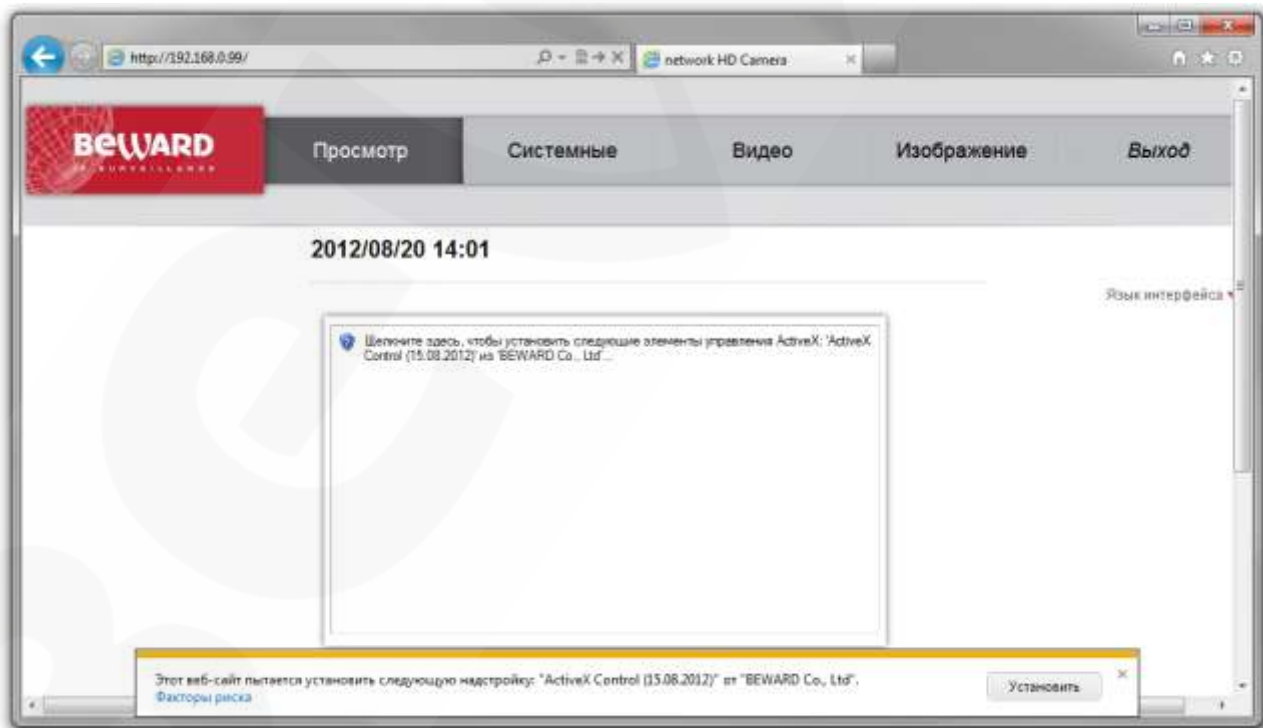 http://192.168.0.99/
network HD Camera
BEWARD
Просмотр
Системные
Видео
Изображение
Выход
2012/08/20 14:01
Язык интерфейса
Щелкните здесь, чтобы установить следующие элементы управления ActiveX: 'ActiveX
Control (15.08.2012)' из 'BEWARD Co., Ltd'...
Этот веб-сайт пытается установить следующую надстройку: "ActiveX Control (15.08.2012)" от "BEWARD Co., Ltd".
Факторы риска
Установить